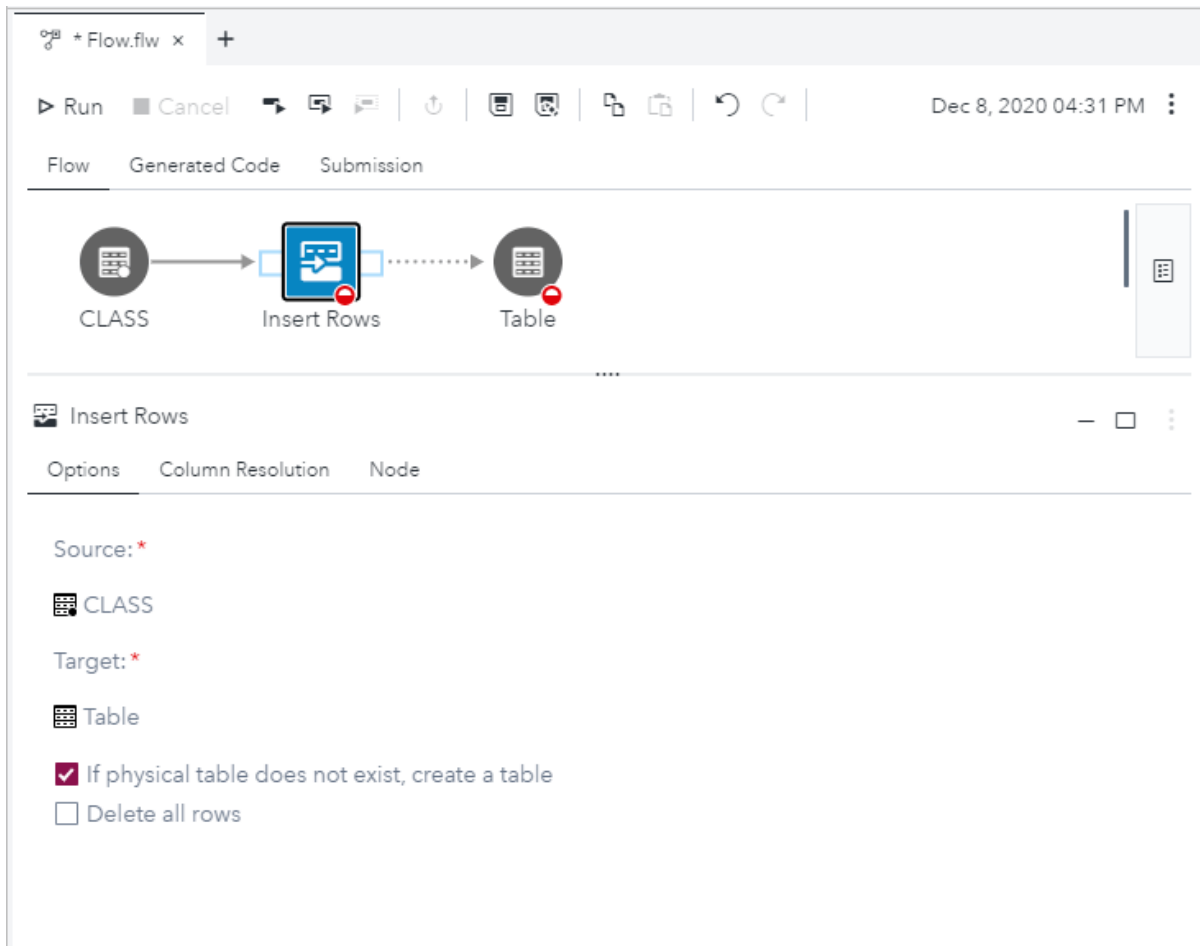 * Flow.flw × +
Run Cancel Dec 8, 2020 04:31 PM
Flow Generated Code Submission
CLASS Insert Rows Table
Insert Rows
Options Column Resolution Node
Source:*
CLASS
Target:*
Table
If physical table does not exist, create a table
Delete all rows